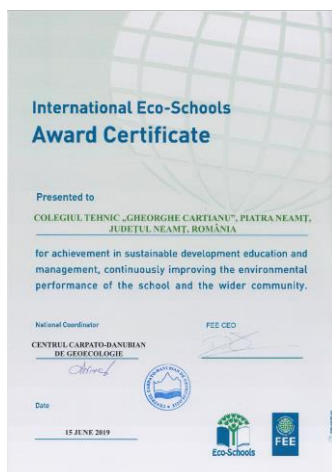 International Eco-Schools
Award Certificate
Presented to
COLEGIUL TEHNIC „GHEORGHE CARTIANU”, PIATRA NEAMȚ,
JUDEȚUL NEAMȚ, ROMÂNIA
for achievement in sustainable development education and
management, continuously improving the environmental
performance of the school and the wider community.
National Coordinator
FEE CEO
CENTRUL CARPATO-DANUBIAN
DE GEOECOLOGIE
Date
15 JUNE 2019
Eco-Schools
FEE